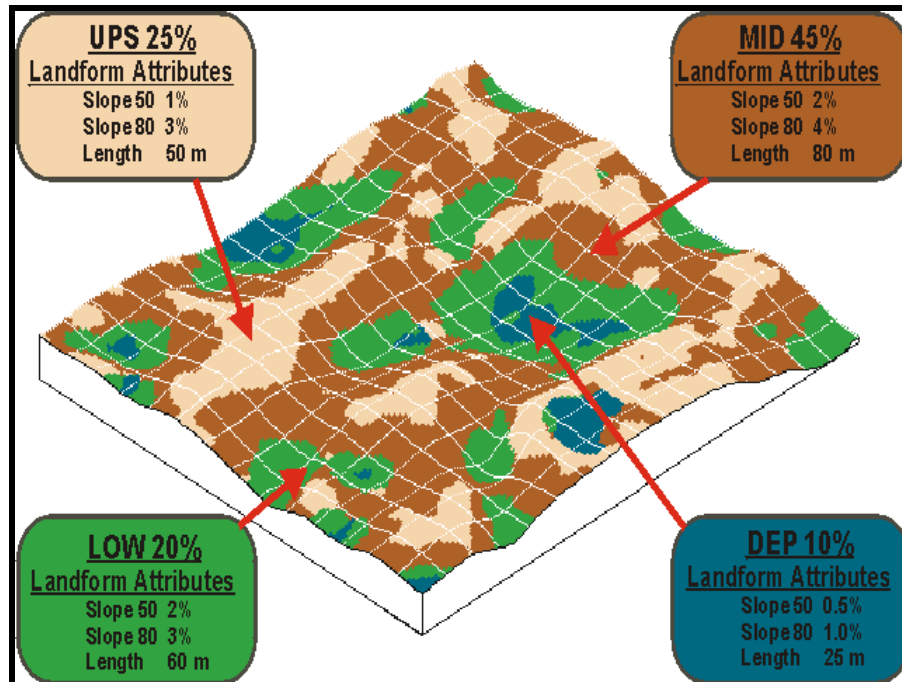 UPS 25%
Landform Attributes
Slope 50 1%
Slope 80 3%
Length 50 m
MID 45%
Landform Attributes
Slope 50 2%
Slope 80 4%
Length 80 m
LOW 20%
Landform Attributes
Slope 50 2%
Slope 80 3%
Length 60 m
DEP 10%
Landform Attributes
Slope 50 0.5%
Slope 80 1.0%
Length 25 m